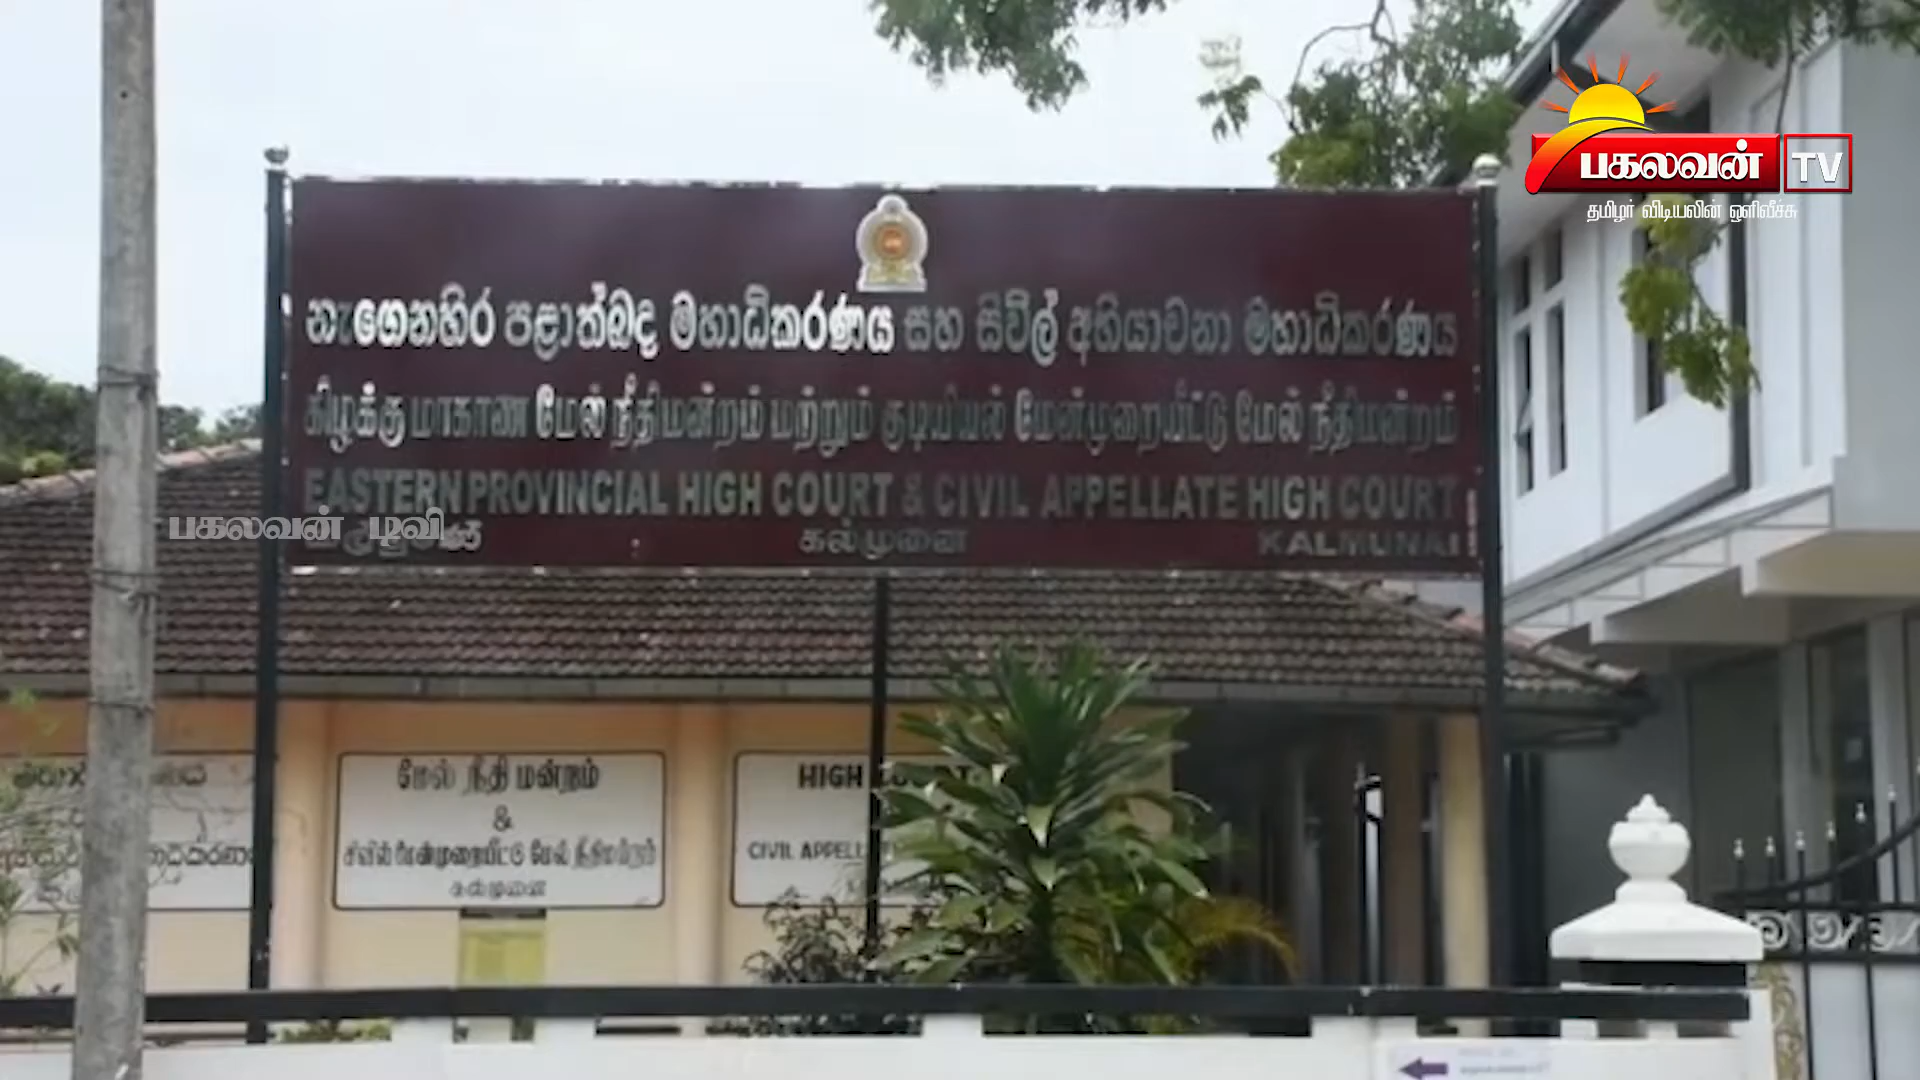 பகலவன் TV
தமிழர் விடியலின் ஒளிவீச்சு
නැගෙනහිර පළාත්බද මහාධිකරණය සහ සිවිල් අභියාචනා මහාධිකරණය
கிழக்கு மாகாண மேல் நீதிமன்றம் மற்றும் குடியியல் மேன்முறையீட்டு மேல் நீதிமன்றம்
EASTERN PROVINCIAL HIGH COURT & CIVIL APPELLATE HIGH COURT
பகலவன் டிவி
கல்முனை KALMUNAI
மேல் நீதி மன்றம்
&
சிவில் மேன்முறையீட்டு மேல் நீதிமன்றம்
கல்முனை
HIGH COURT
CIVIL APPELLATE